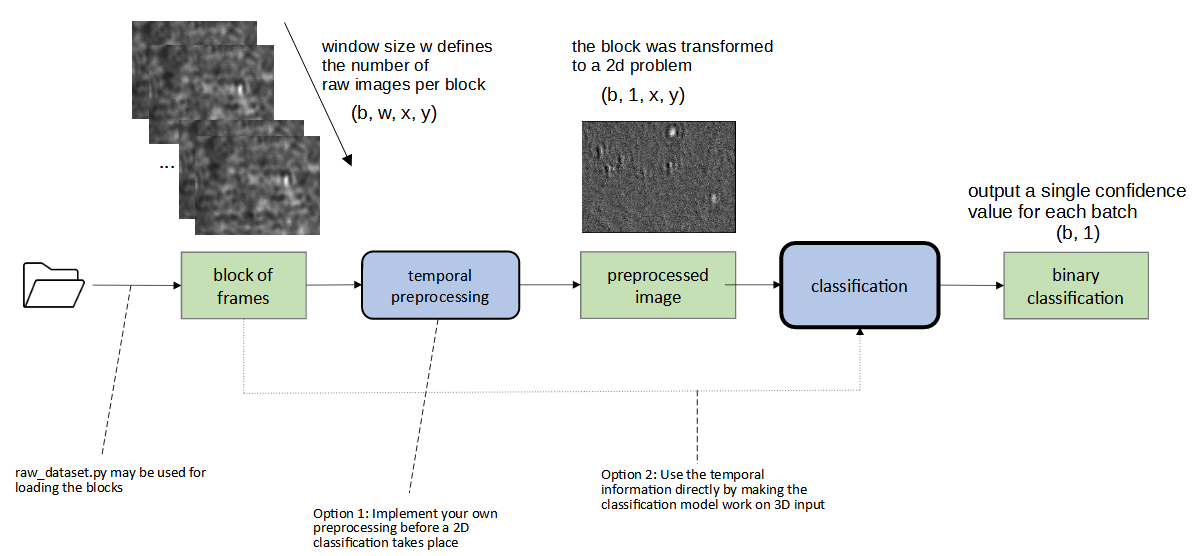 window size w defines
the number of
raw images per block
(b, w, x, y)
the block was transformed
to a 2d problem
(b, 1, x, y)
...
output a single confidence
value for each batch
(b, 1)
block of
frames
temporal
preprocessing
preprocessed
image
classification
binary
classification
raw_dataset.py may be used for
loading the blocks
Option 1: Implement your own
preprocessing before a 2D
classification takes place
Option 2: Use the temporal
information directly by making the
classification model work on 3D input